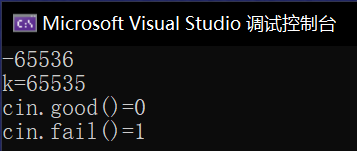 C:\ Microsoft Visual Studio 调试控制台
-65536
k=65535
cin.good()=0
cin.fail()=1